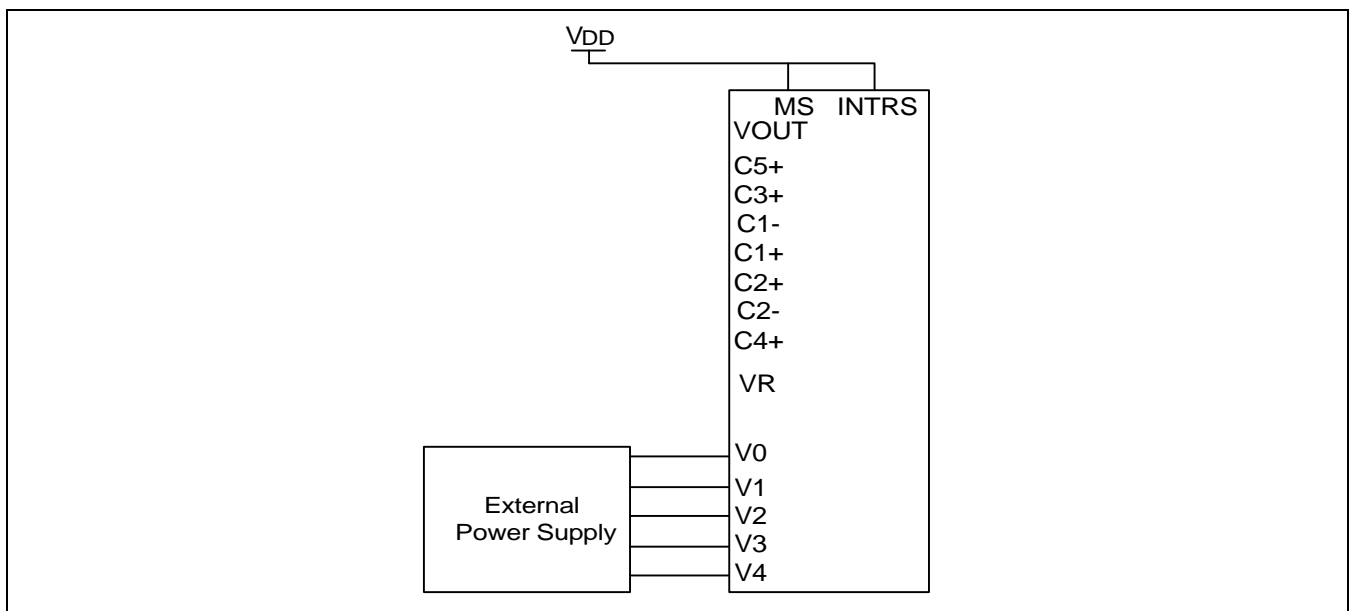 VDD
MS INTRS
VOUT
C5+
C3+
C1-
C1+
C2+
C2-
C4+
VR
V0
V1
V2
V3
V4
External
Power Supply